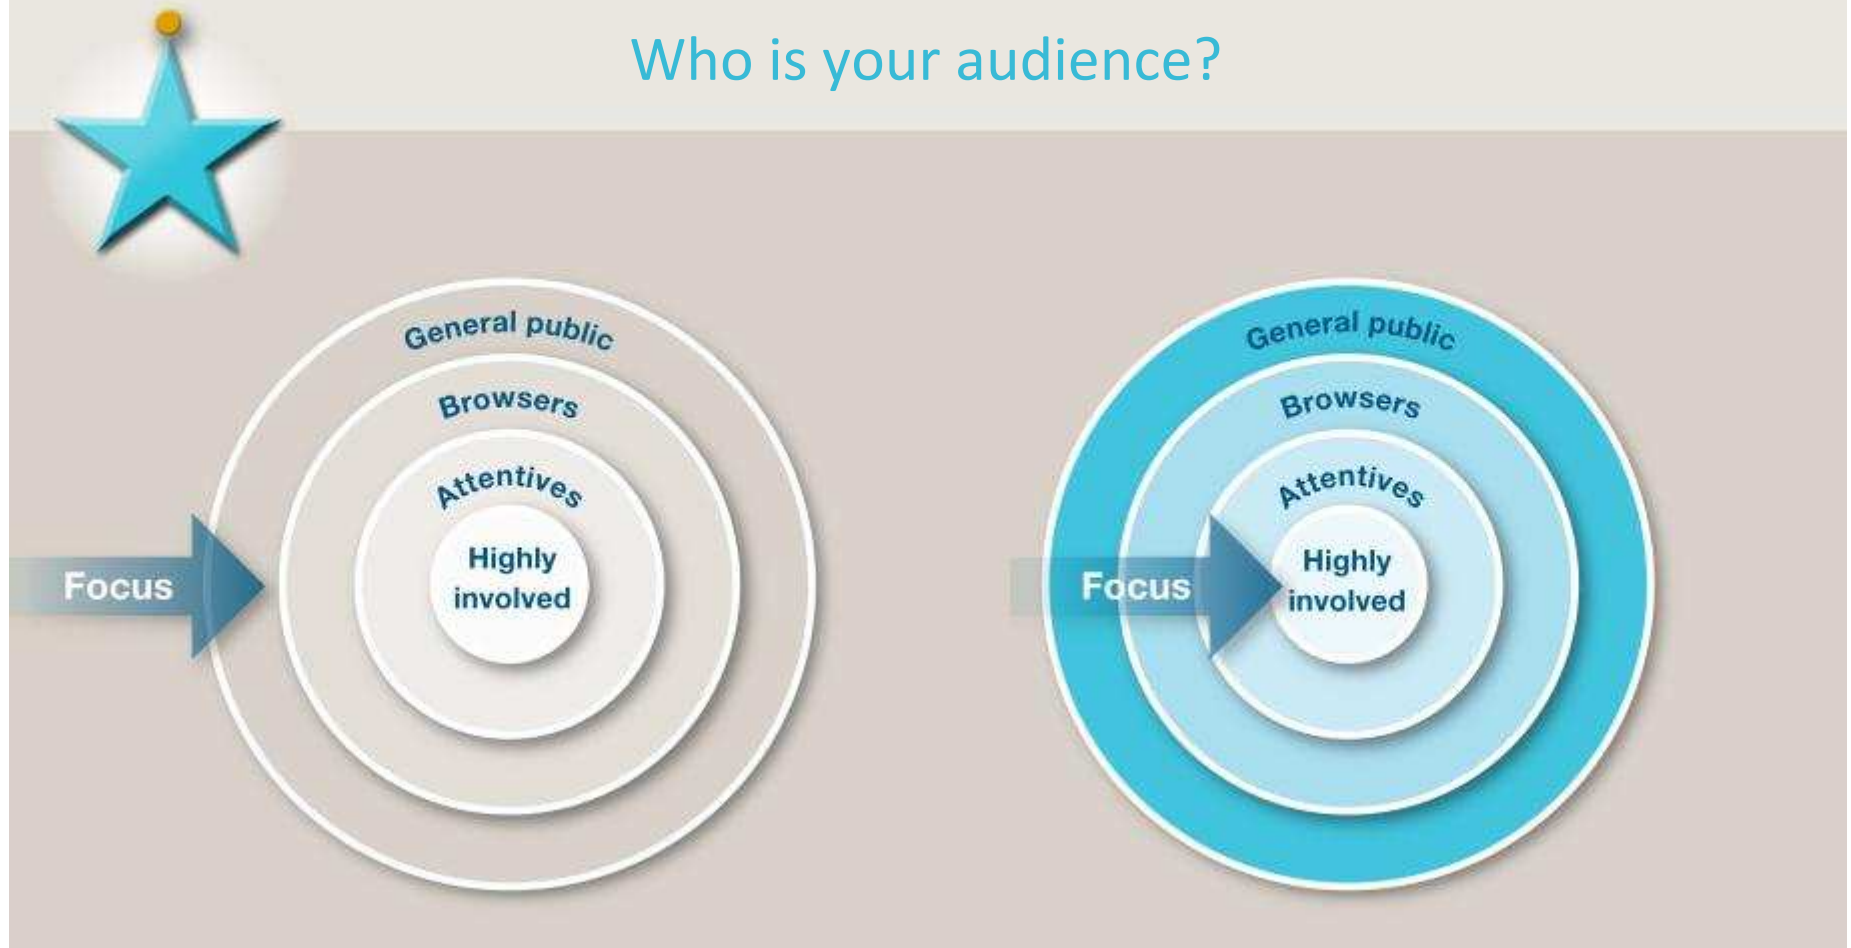 Who is your audience?
General public
Browsers
Attentives
Highly
involved
Focus
General public
Browsers
Attentives
Highly
involved
Focus